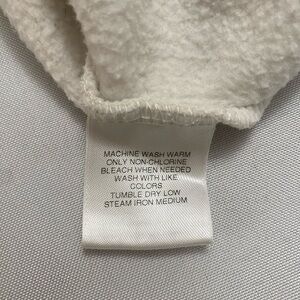 MACHINE WASH WARM
ONLY NON-CHLORINE
BLEACH WHEN NEEDED
WASH WITH LIKE
COLORS
TUMBLE DRY LOW
STEAM IRON MEDIUM